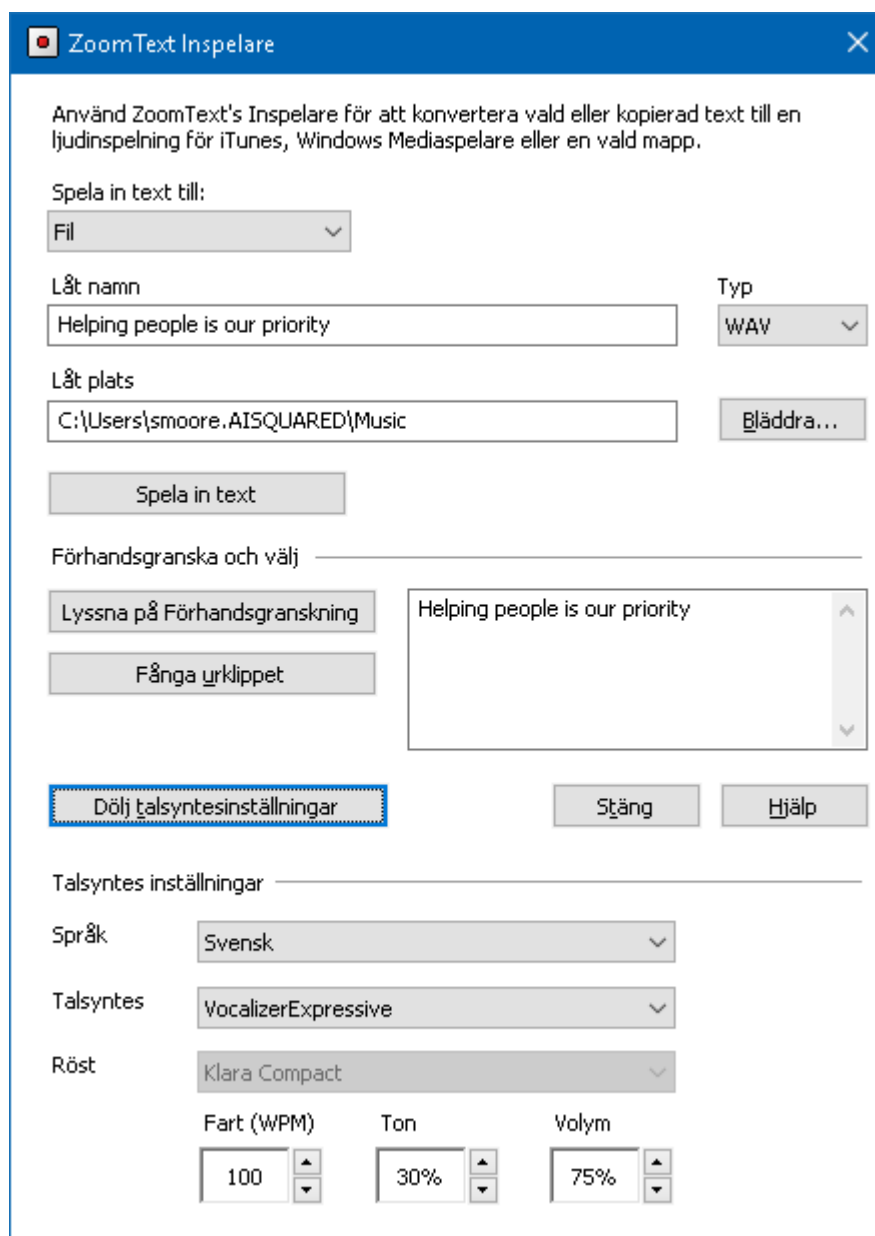 ZoomText Inspelare
Använd ZoomText's Inspelare för att konvertera vald eller kopierad text till en
ljudinspelning för iTunes, Windows Mediaspelare eller en vald mapp.
Spela in text till:
Fil
Låt namn
Typ
Helping people is our priority
WAV
Låt plats
C:\Users\smoore.AISQUARED\Music
Bläddra...
Spela in text
Förhandsgranska och välj
Lyssna på Förhandsgranskning
Helping people is our priority
Fånga urklippet
Dölj talsyntesinställningar
Stäng
Hjälp
Talsyntes inställningar
Språk
Svensk
Talsyntes
VocalizerExpressive
Röst
Klara Compact
Fart (WPM)
Ton
Volym
100
30%
75%